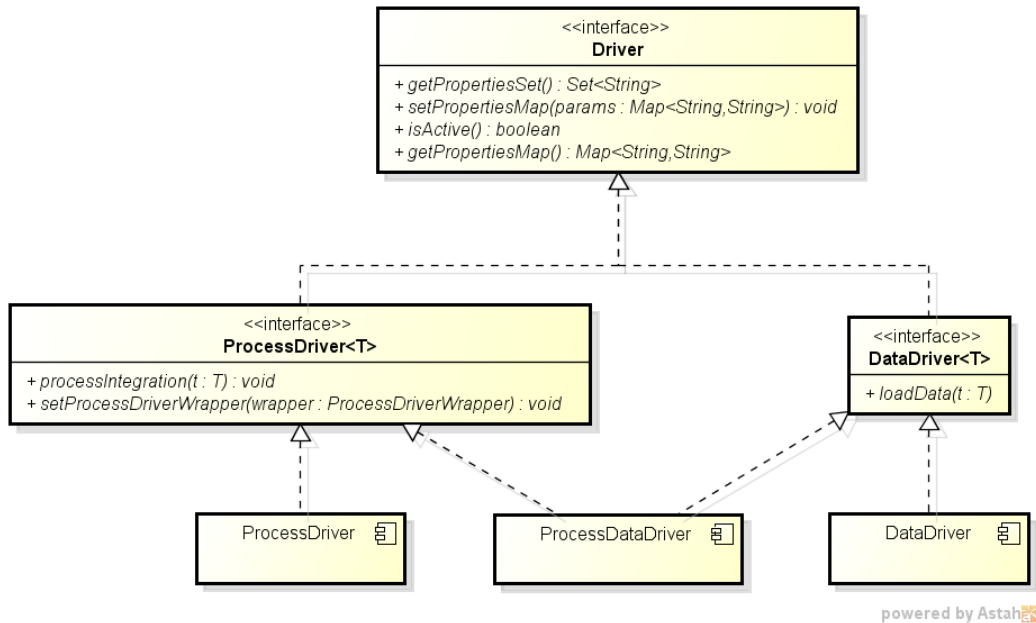 <<interface>>
Driver
+ getPropertiesSet() : Set<String>
+ setPropertiesMap(params : Map<String,String>) : void
+ isActive() : boolean
+ getPropertiesMap() : Map<String,String>
<<interface>>
ProcessDriver<T>
+ processIntegration(t : T) : void
+ setProcessDriverWrapper(wrapper : ProcessDriverWrapper) : void
<<interface>>
DataDriver<T>
+ loadData(t : T)
ProcessDriver
ProcessDataDriver
DataDriver
powered by Astah